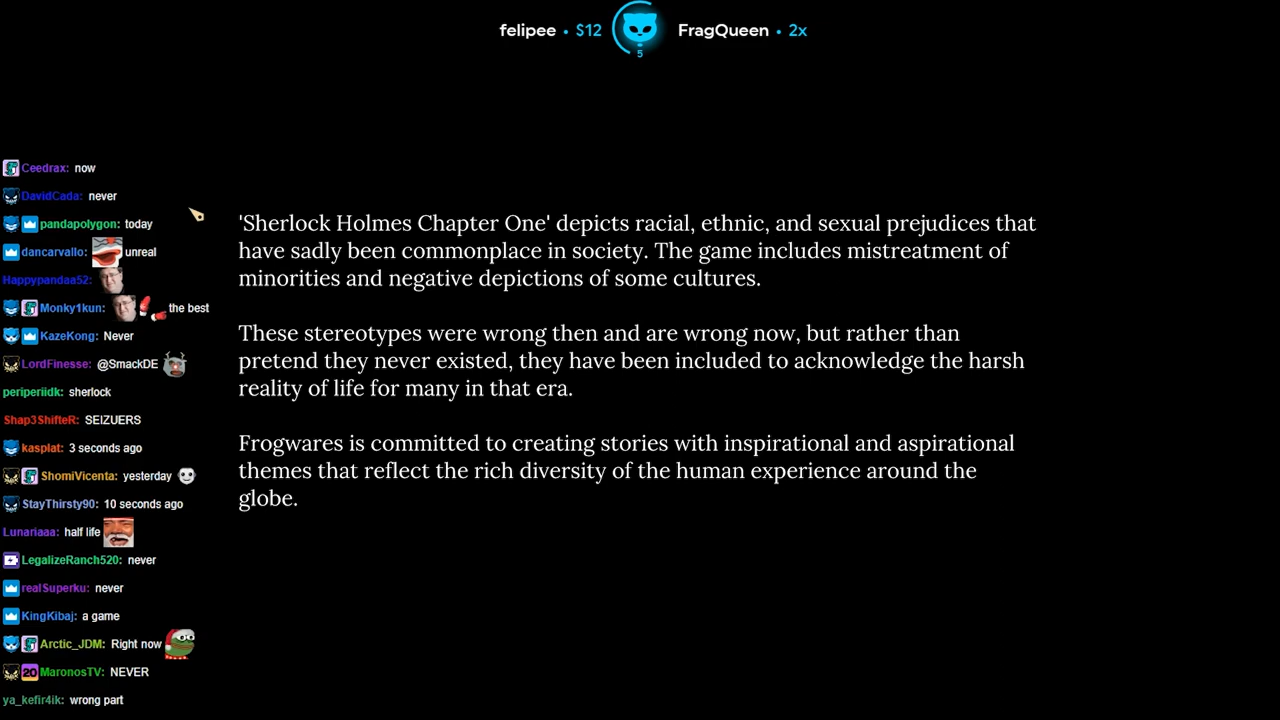 felipee • $12 FragQueen • 2x
5
Ceedrax: now
DavidCada: never
pandapolygon: today
dancarvallo: unreal
Happypandaa52:
Monky1kun: the best
KazeKong: Never
LordFinesse: @SmackDE
periperiidk: sherlock
Shap3ShifteR: SEIZUERS
kasplat: 3 seconds ago
ShomiVicenta: yesterday
StayThirsty90: 10 seconds ago
Lunariaaa: half life
LegalizeRanch520: never
realSuperku: never
KingKibaj: a game
Arctic_JDM: Right now
20 MaronosTV: NEVER
ya_kefir4ik: wrong part
'Sherlock Holmes Chapter One' depicts racial, ethnic, and sexual prejudices that
have sadly been commonplace in society. The game includes mistreatment of
minorities and negative depictions of some cultures.
These stereotypes were wrong then and are wrong now, but rather than
pretend they never existed, they have been included to acknowledge the harsh
reality of life for many in that era.
Frogwares is committed to creating stories with inspirational and aspirational
themes that reflect the rich diversity of the human experience around the
globe.